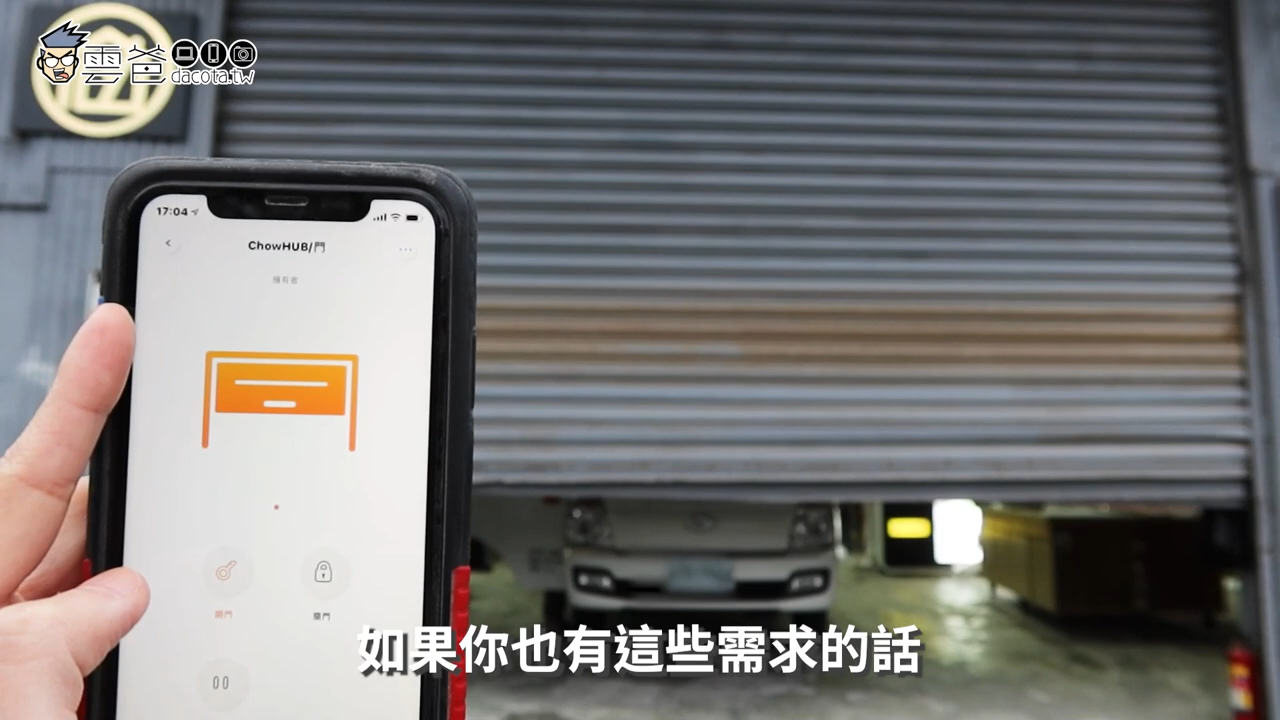 雲爸
dacota.tw
17:04
ChowHUB/門
擁有者
開門
關門
如果你也有這些需求的話